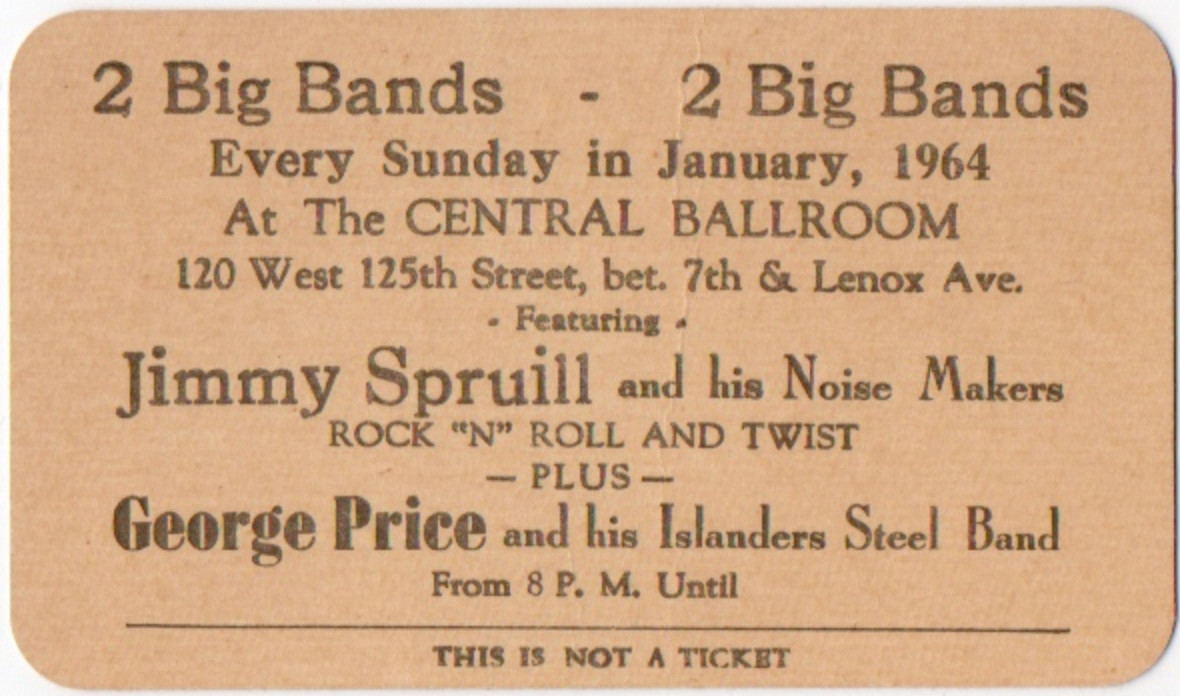 2 Big Bands - 2 Big Bands
Every Sunday in January, 1964
At The CENTRAL BALLROOM
120 West 125th Street, bet. 7th & Lenox Ave.
- Featuring -
Jimmy Spruill and his Noise Makers
ROCK “N” ROLL AND TWIST
— PLUS —
George Price and his Islanders Steel Band
From 8 P. M. Until
THIS IS NOT A TICKET